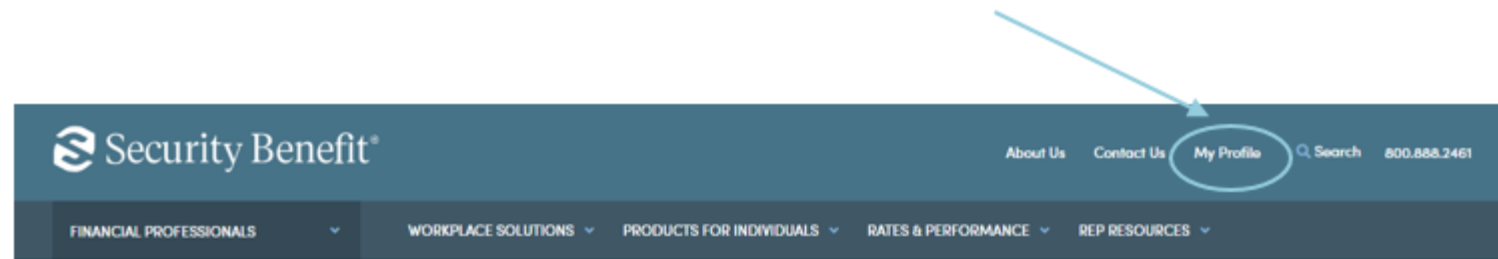 Security Benefit®
About Us Contact Us My Profile Search 800.888.2461
FINANCIAL PROFESSIONALS WORKPLACE SOLUTIONS PRODUCTS FOR INDIVIDUALS RATES & PERFORMANCE REP RESOURCES